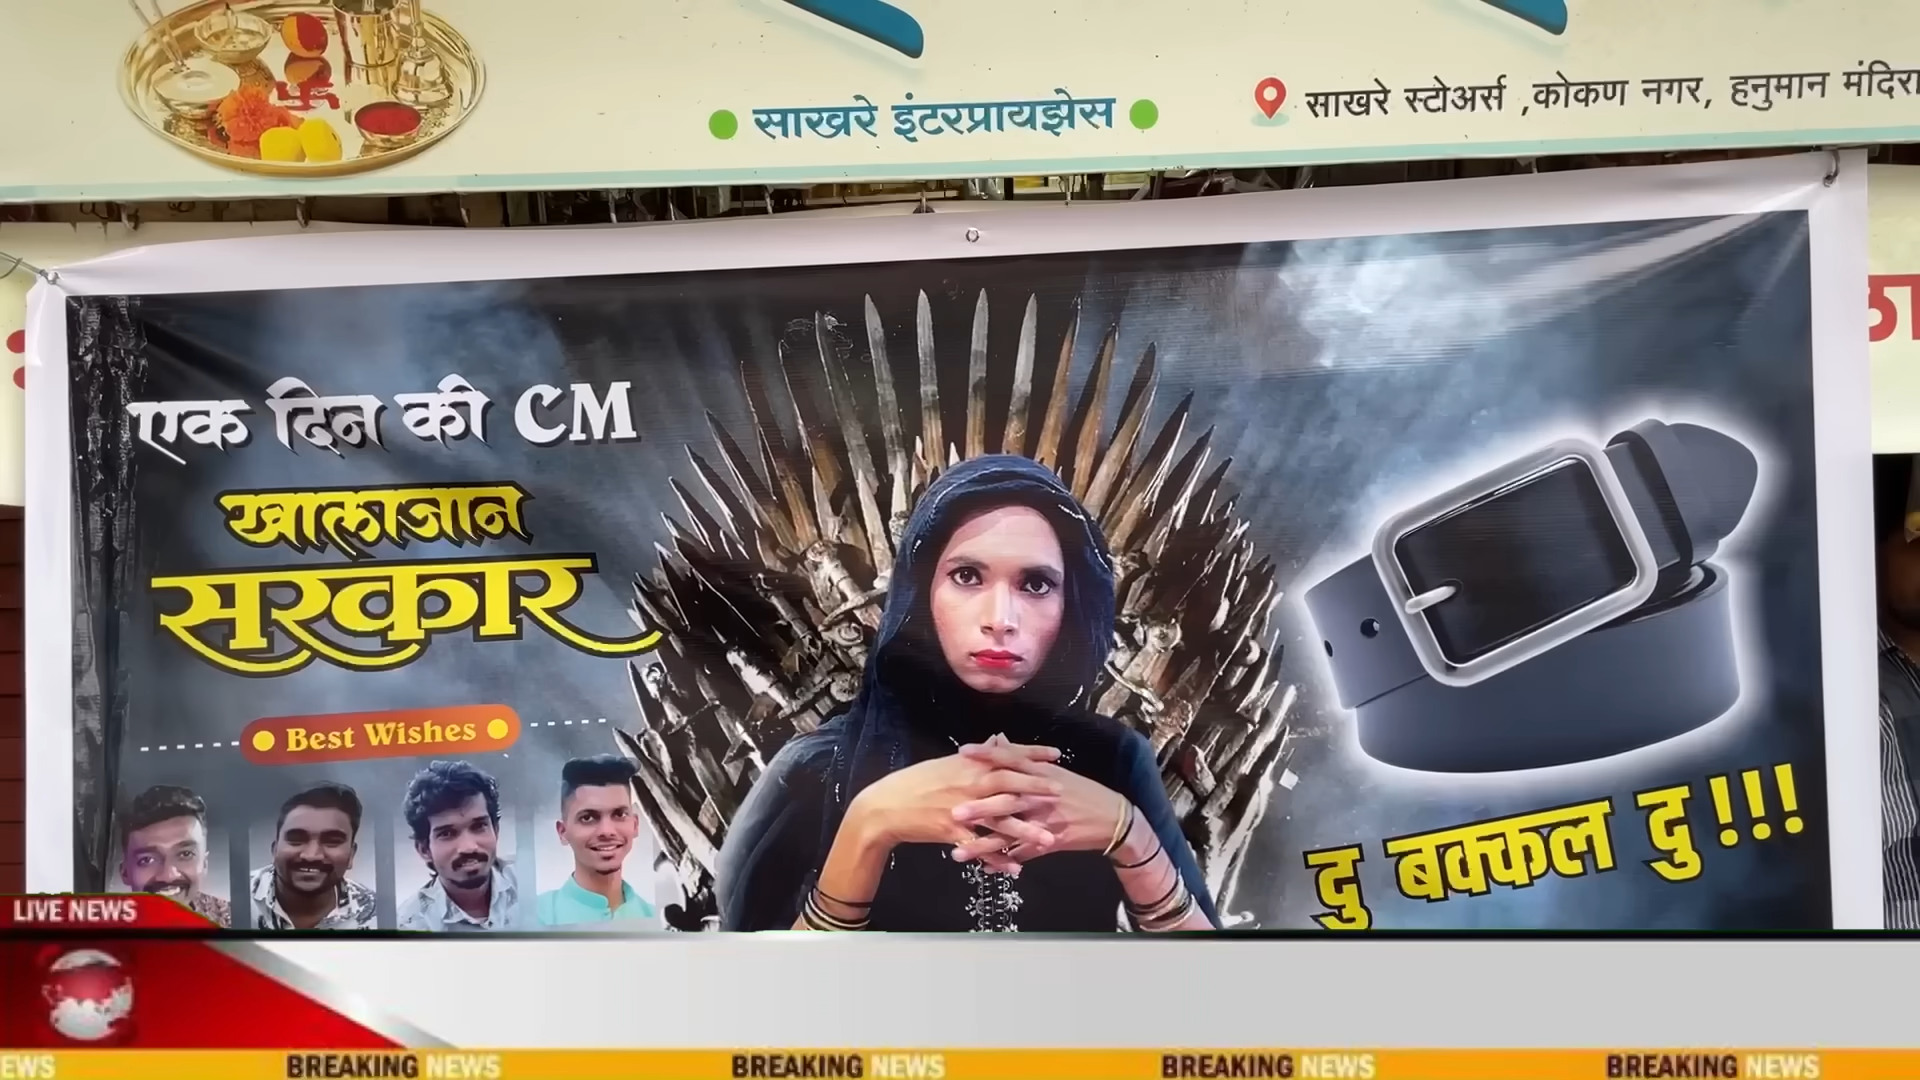 साखरे इंटरप्रायझेस
साखरे स्टोअर्स ,कोकण नगर, हनुमान मंदिरा
एक दिन की CM
खालाजान
सरकार
Best Wishes
दु बक्कल दु !!!
LIVE NEWS
EWS BREAKING NEWS BREAKING NEWS BREAKING NEWS BREAKING NEWS